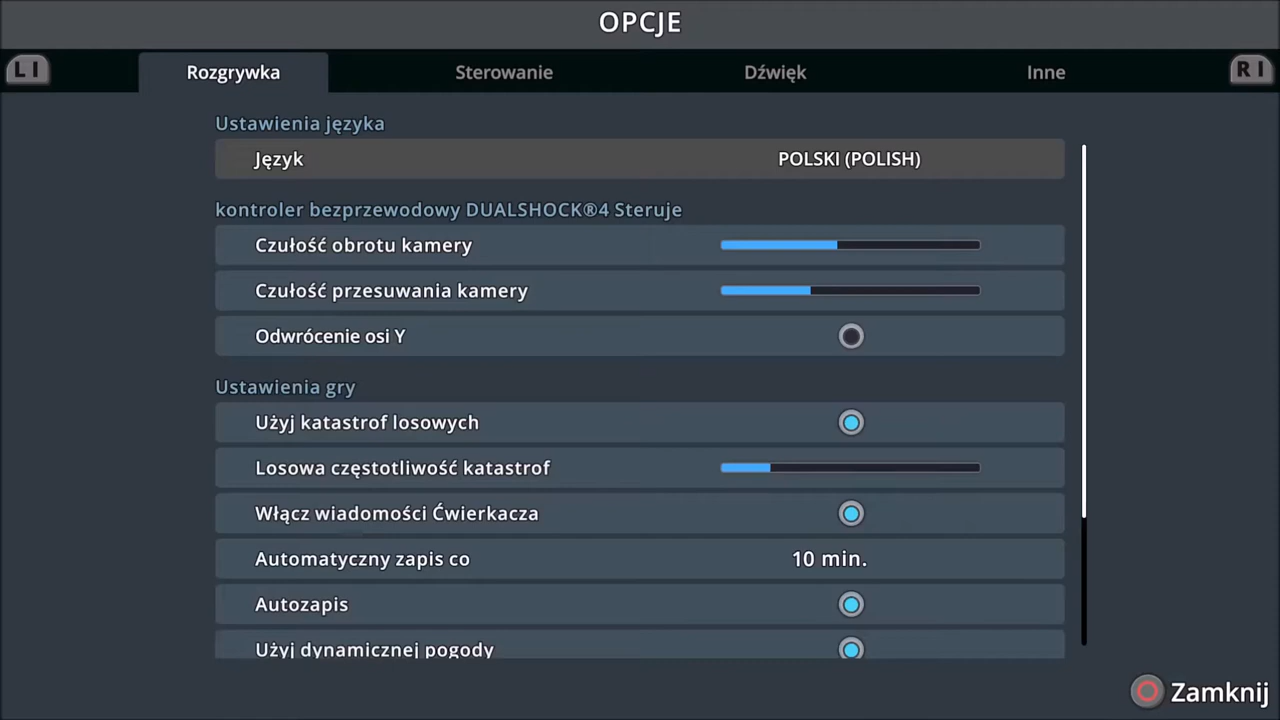 OPCJE
L1 Rozgrywka Sterowanie Dźwięk Inne R1
Ustawienia języka
Język POLSKI (POLISH)
kontroler bezprzewodowy DUALSHOCK®4 Steruje
Czułość obrotu kamery
Czułość przesuwania kamery
Odwrócenie osi Y
Ustawienia gry
Użyj katastrof losowych
Losowa częstotliwość katastrof
Włącz wiadomości Ćwierkacza
Automatyczny zapis co 10 min.
Autozapis
Użyj dynamicznej pogody
Zamknij